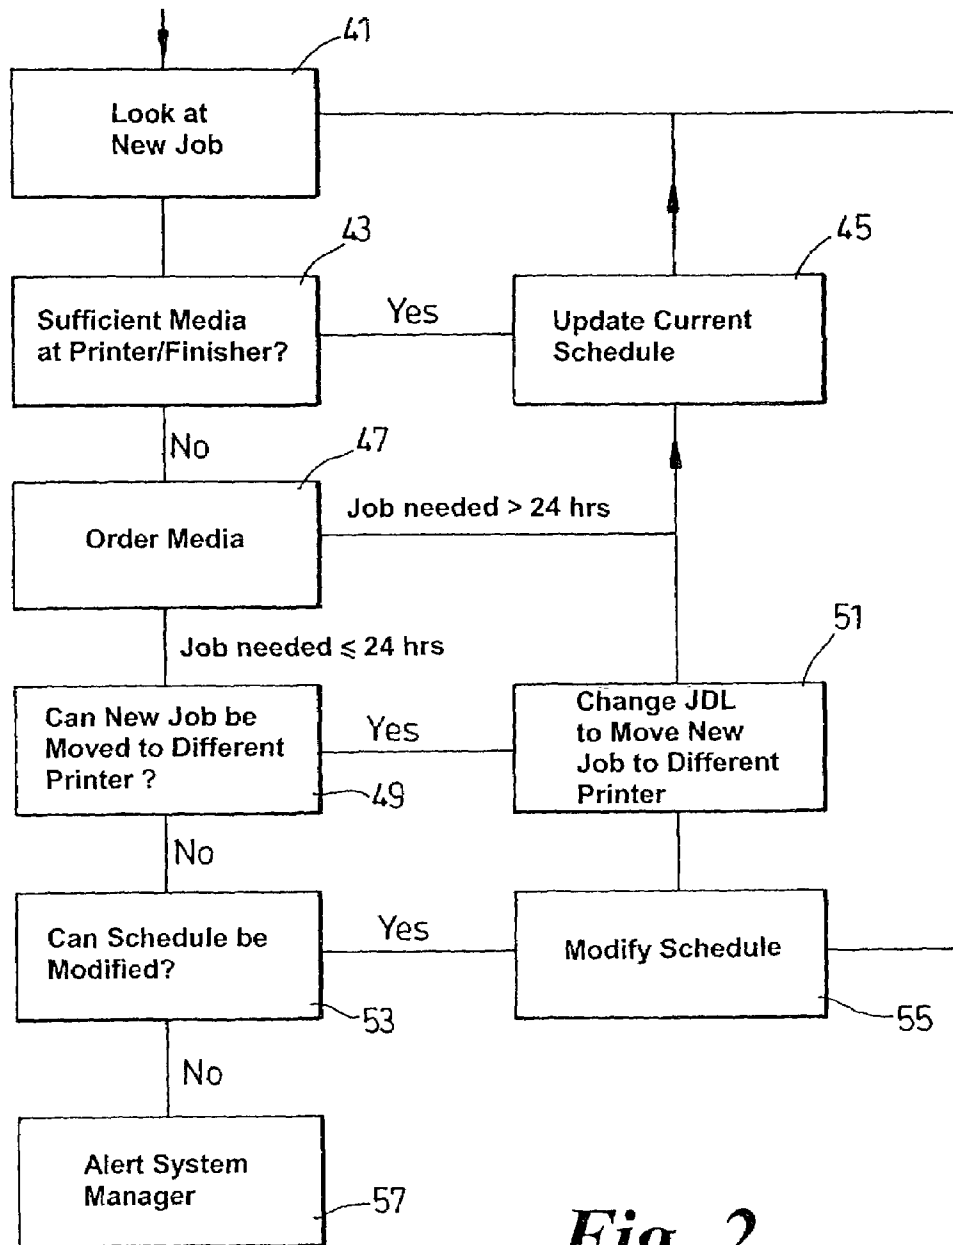 41
Look at
New Job
43
Sufficient Media
at Printer/Finisher?
Yes
45
Update Current
Schedule
No
47
Order Media
Job needed > 24 hrs
Job needed ⩽ 24 hrs
Can New Job be
Moved to Different
Printer ?
49
Yes
51
Change JDL
to Move New
Job to Different
Printer
No
Can Schedule be
Modified?
53
Yes
Modify Schedule
55
No
Alert System
Manager
57
Fig. 2